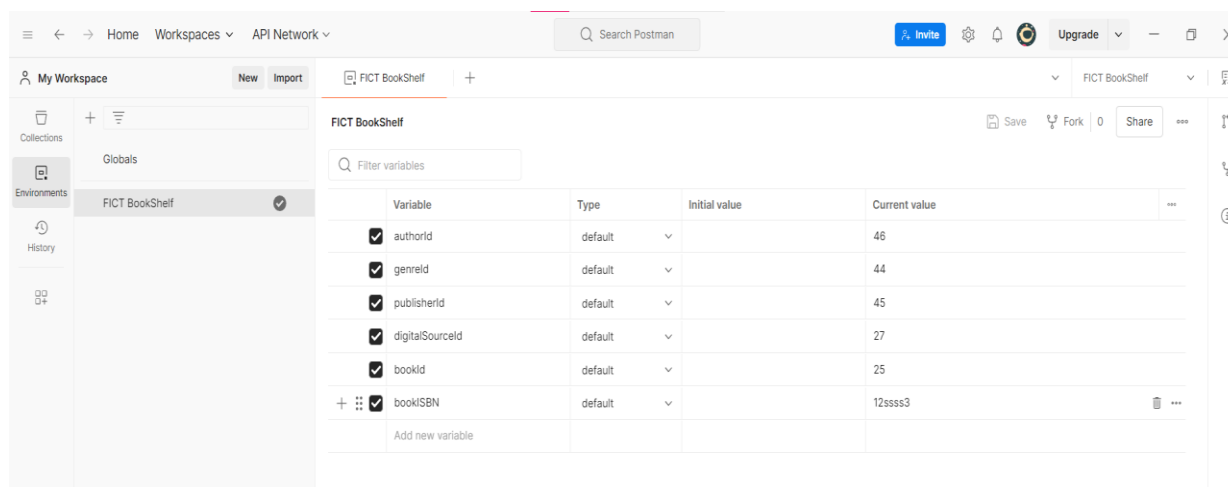 Home Workspaces API Network Search Postman Invite Upgrade
My Workspace New Import FICT BookShelf FICT BookShelf
Collections
Environments
History
Globals
FICT BookShelf
FICT BookShelf Save Fork 0 Share
Filter variables
Variable Type Initial value Current value
authorId default 46
genreId default 44
publisherId default 45
digitalSourceId default 27
bookId default 25
bookISBN default 12ssss3
Add new variable